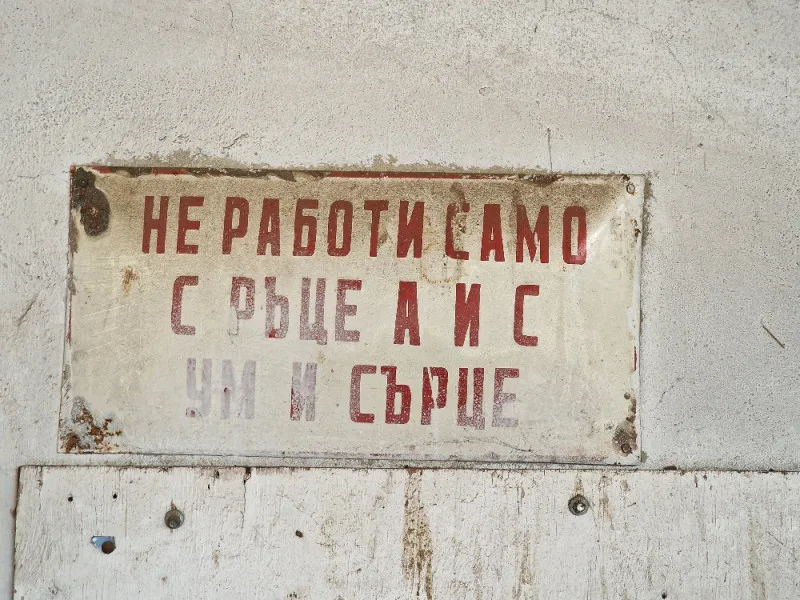 НЕ РАБОТИ САМО
С РЪЦЕ А И С
УМ И СЪРЦЕ